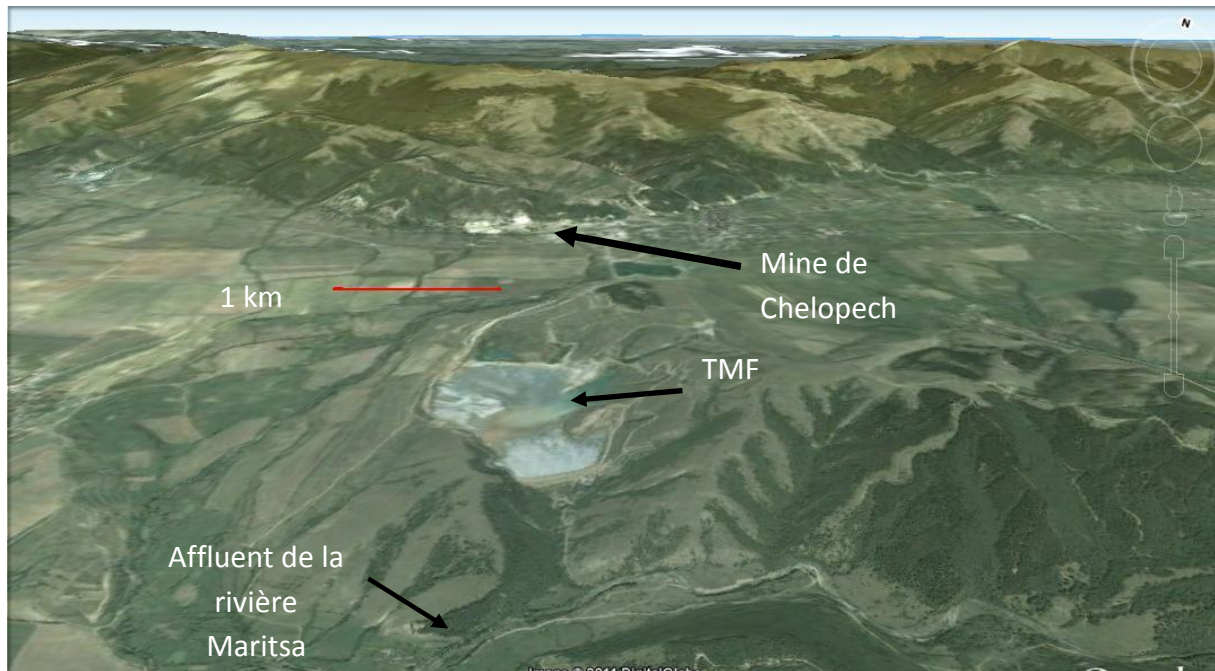 N
Mine de
Chelopech
1 km
TMF
Affluent de la
rivière
Maritsa